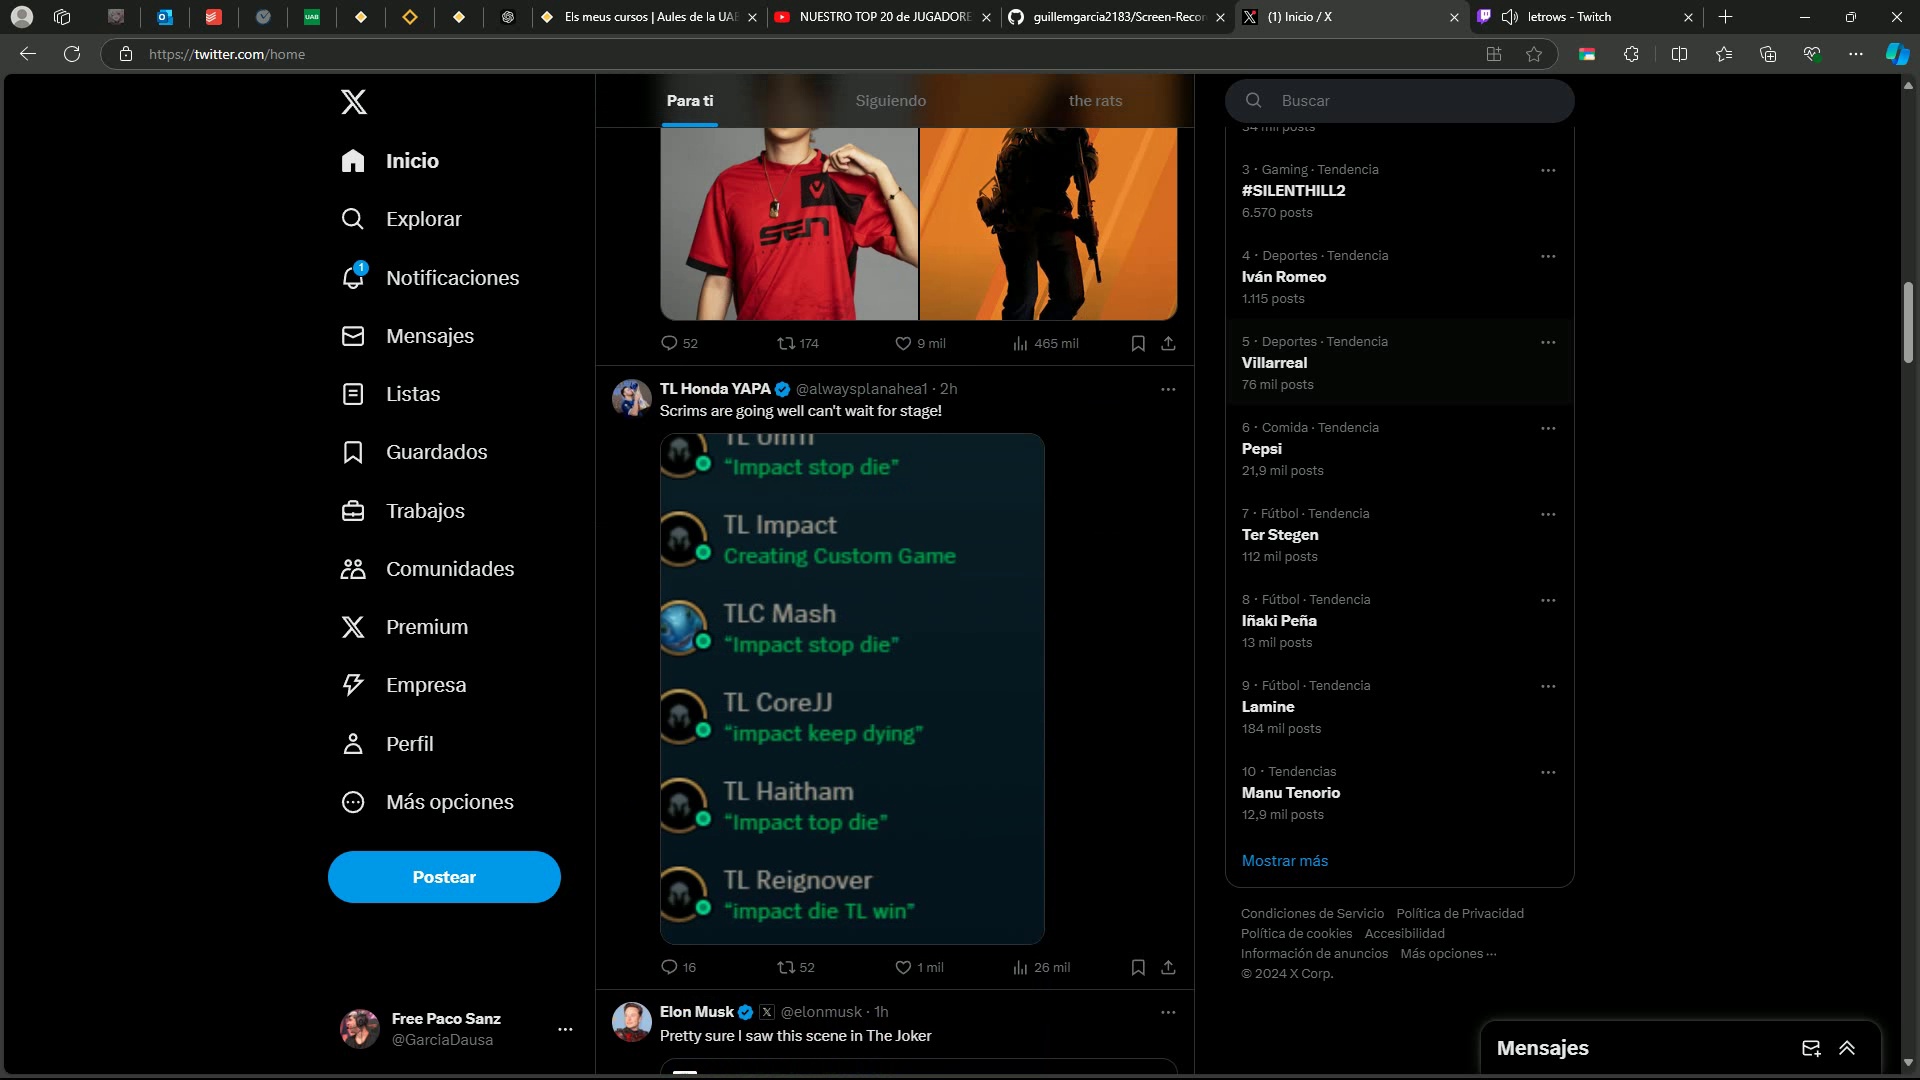 UAB
Els meus cursos | Aules de la UAB
NUESTRO TOP 20 de JUGADORE
guillemgarcia2183/Screen-Recor
(1) Inicio / X
letrows - Twitch
https://twitter.com/home
Inicio
Explorar
1
Notificaciones
Mensajes
Listas
Guardados
Trabajos
Comunidades
Premium
Empresa
Perfil
Más opciones
Postear
Free Paco Sanz
@GarciaDausa
Para ti
Siguiendo
the rats
SEN
52
174
9 mil
465 mil
TL Honda YAPA @alwaysplanahea1 · 2h
Scrims are going well can't wait for stage!
"Impact stop die"
TL Impact
Creating Custom Game
TLC Mash
"Impact stop die"
TL CoreJJ
"impact keep dying"
TL Haitham
"Impact top die"
TL Reignover
"impact die TL win"
16
52
1 mil
26 mil
Elon Musk @elonmusk · 1h
Pretty sure I saw this scene in The Joker
Buscar
54 mil posts
3 · Gaming · Tendencia
#SILENTHILL2
6.570 posts
4 · Deportes · Tendencia
Iván Romeo
1.115 posts
5 · Deportes · Tendencia
Villarreal
76 mil posts
6 · Comida · Tendencia
Pepsi
21,9 mil posts
7 · Fútbol · Tendencia
Ter Stegen
112 mil posts
8 · Fútbol · Tendencia
Iñaki Peña
13 mil posts
9 · Fútbol · Tendencia
Lamine
184 mil posts
10 · Tendencias
Manu Tenorio
12,9 mil posts
Mostrar más
Condiciones de Servicio Política de Privacidad
Política de cookies Accesibilidad
Información de anuncios Más opciones ···
© 2024 X Corp.
Mensajes